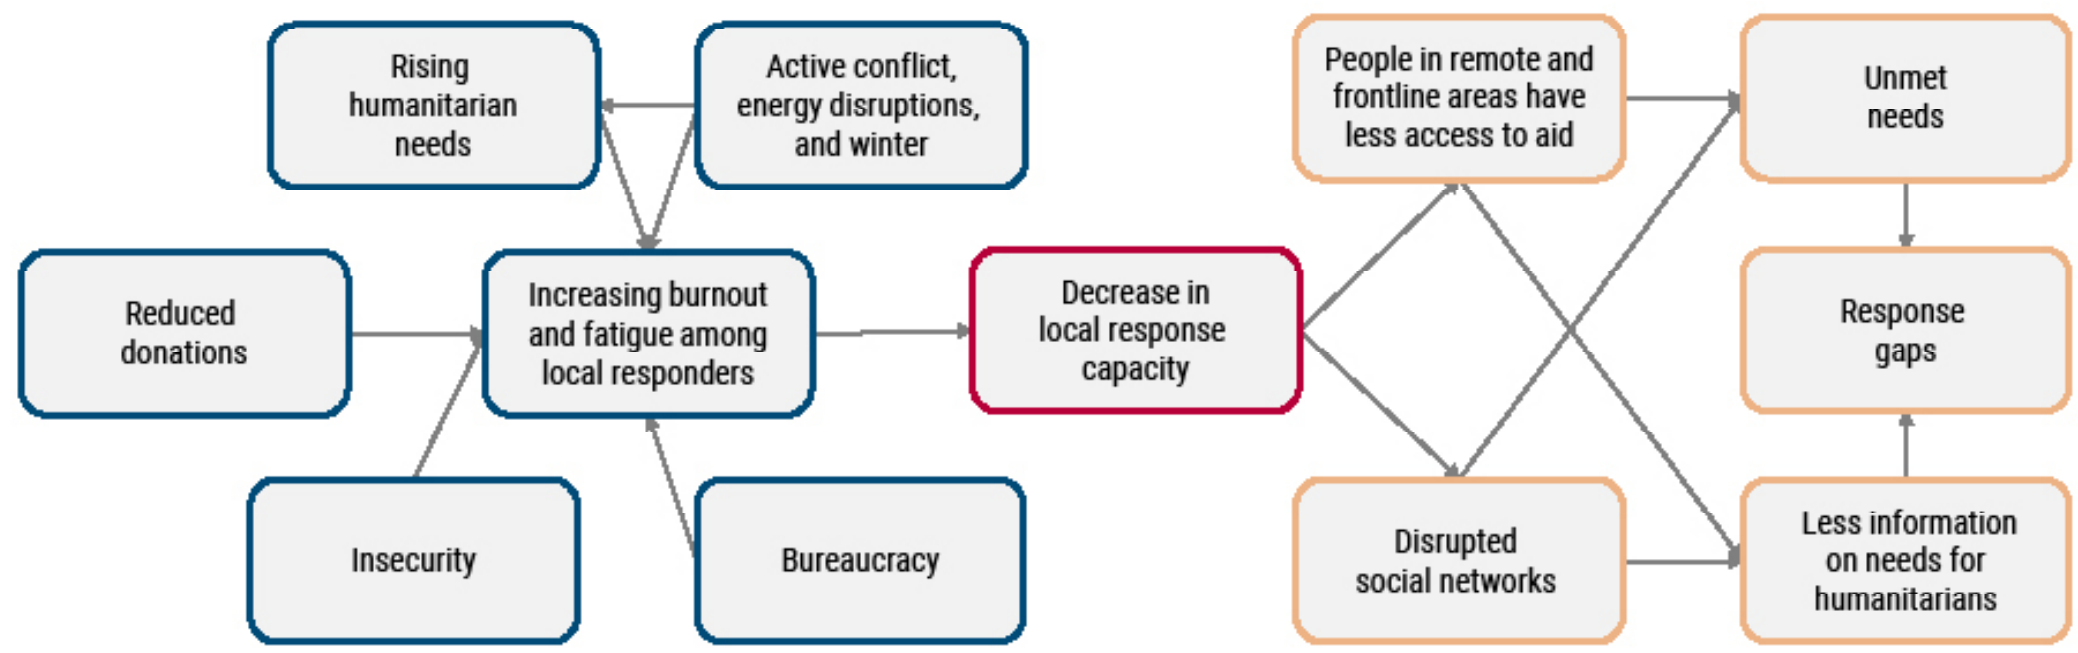 Rising
humanitarian
needs
Active conflict,
energy disruptions,
and winter
People in remote and
frontline areas have
less access to aid
Unmet
needs
Reduced
donations
Increasing burnout
and fatigue among
local responders
Decrease in
local response
capacity
Response
gaps
Insecurity
Bureaucracy
Disrupted
social networks
Less information
on needs for
humanitarians